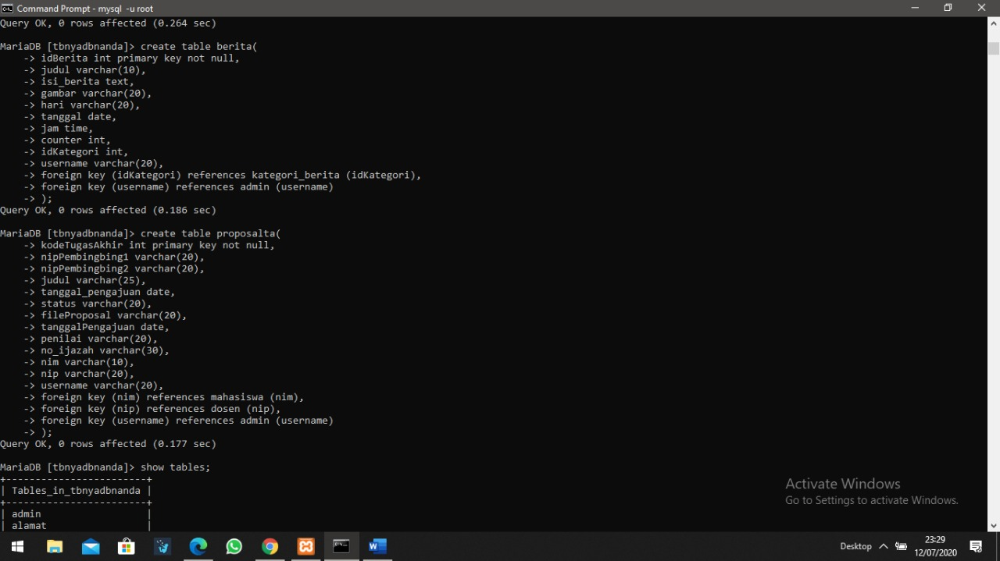 Command Prompt - mysql -u root
Query OK, 0 rows affected (0.264 sec)
MariaDB [tbnyadbnanda]> create table berita(
-> idBerita int primary key not null,
-> judul varchar(10),
-> isi_berita text,
-> gambar varchar(20),
-> hari varchar(20),
-> tanggal date,
-> jam time,
-> counter int,
-> idKategori int,
-> username varchar(20),
-> foreign key (idKategori) references kategori_berita (idKategori),
-> foreign key (username) references admin (username)
-> );
Query OK, 0 rows affected (0.186 sec)
MariaDB [tbnyadbnanda]> create table proposalta(
-> kodeTugasAkhir int primary key not null,
-> nipPembingbing1 varchar(20),
-> nipPembingbing2 varchar(20),
-> judul varchar(25),
-> tanggal_pengajuan date,
-> status varchar(20),
-> fileProposal varchar(20),
-> tanggalPengajuan date,
-> penilai varchar(20),
-> no_ijazah varchar(30),
-> nim varchar(10),
-> nip varchar(20),
-> username varchar(20),
-> foreign key (nim) references mahasiswa (nim),
-> foreign key (nip) references dosen (nip),
-> foreign key (username) references admin (username)
-> );
Query OK, 0 rows affected (0.177 sec)
MariaDB [tbnyadbnanda]> show tables;
+------------------------+
| Tables_in_tbnyadbnanda |
+------------------------+
| admin |
| alamat |
Activate Windows
Go to Settings to activate Windows.
Desktop
23:29
12/07/2020